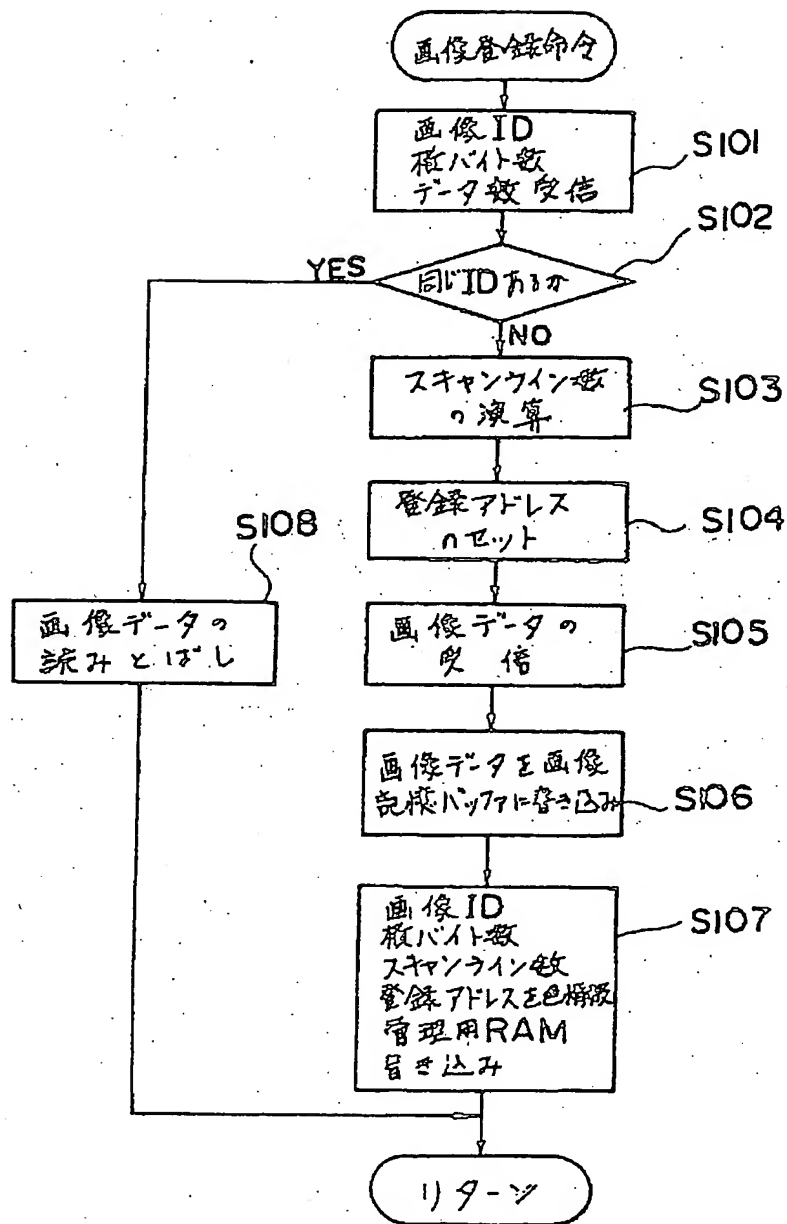 画像登録命令
画像ID
横バイト数
データ数受信
S101
S102
同じIDあるか
YES
NO
スキャンライン数
の演算
S103
登録アドレス
のセット
S104
S108
画像データの
読みとばし
画像データの
受信
S105
画像データを画像
記憶バッファに書き込み
S106
画像ID
横バイト数
スキャンライン数
登録アドレスを
管理用RAM
書き込み
S107
リターン